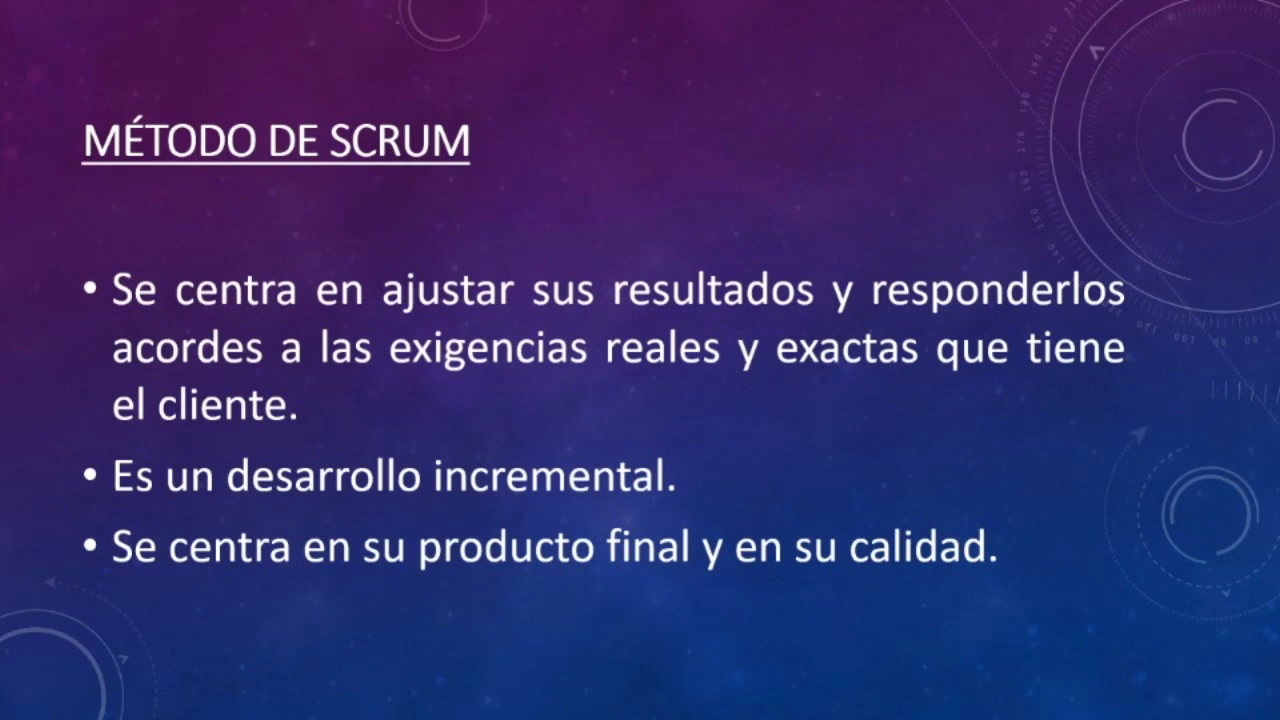 MÉTODO DE SCRUM
• Se centra en ajustar sus resultados y responderlos
acordes a las exigencias reales y exactas que tiene
el cliente.
• Es un desarrollo incremental.
• Se centra en su producto final y en su calidad.